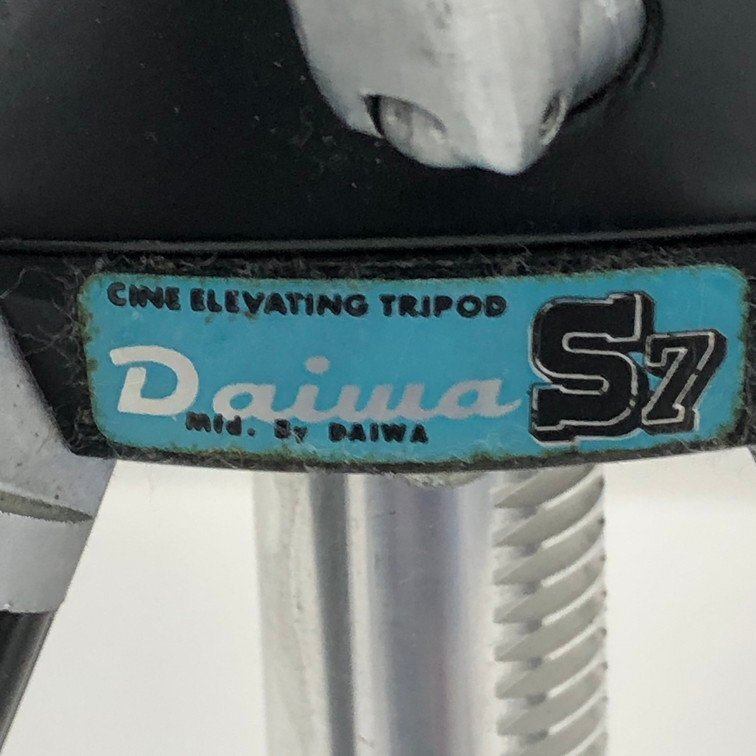 CINE ELEVATING TRIPOD
Daiwa S7
Mfd. By DAIWA